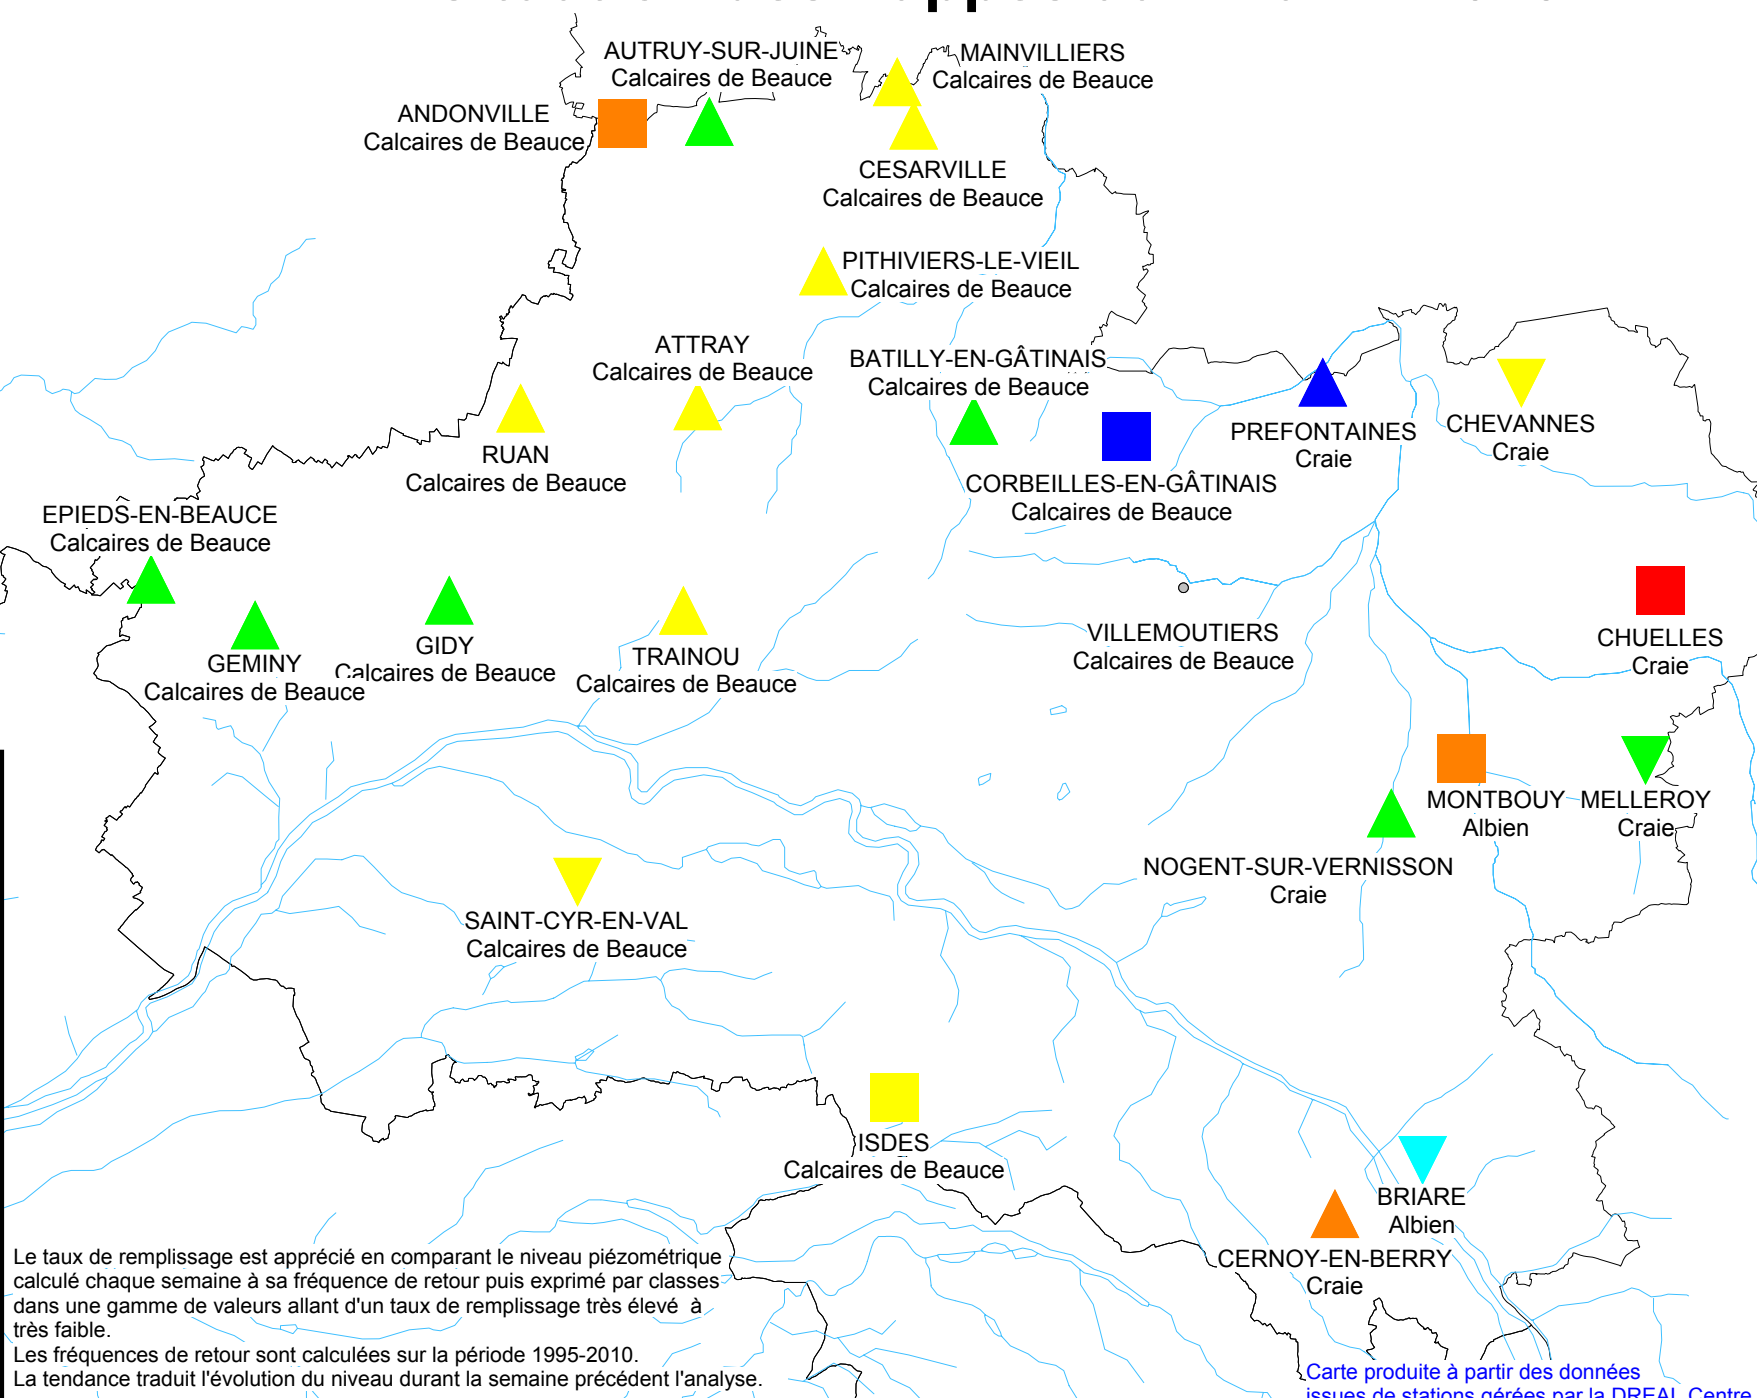 AUTRUY-SUR-JUINE
Calcaires de Beauce
MAINVILLIERS
Calcaires de Beauce
ANDONVILLE
Calcaires de Beauce
CESARVILLE
Calcaires de Beauce
PITHIVIERS-LE-VIEIL
Calcaires de Beauce
ATTRAY
Calcaires de Beauce
BATILLY-EN-GÂTINAIS
Calcaires de Beauce
RUAN
Calcaires de Beauce
PREFONTAINES
Craie
CHEVANNES
Craie
CORBEILLES-EN-GÂTINAIS
Calcaires de Beauce
EPIEDS-EN-BEAUCE
Calcaires de Beauce
GEMINY
Calcaires de Beauce
GIDY
Calcaires de Beauce
TRAINOU
Calcaires de Beauce
VILLEMOUTIERS
Calcaires de Beauce
CHUELLES
Craie
MONTBOUY
Albien
MELLEROY
Craie
NOGENT-SUR-VERNISSON
Craie
SAINT-CYR-EN-VAL
Calcaires de Beauce
ISDES
Calcaires de Beauce
BRIARE
Albien
CERNOY-EN-BERRY
Craie
Le taux de remplissage est apprécié en comparant le niveau piézométrique
calculé chaque semaine à sa fréquence de retour puis exprimé par classes
dans une gamme de valeurs allant d'un taux de remplissage très élevé à
très faible.
Les fréquences de retour sont calculées sur la période 1995-2010.
La tendance traduit l'évolution du niveau durant la semaine précédent l'analyse.
Carte produite à partir des données
issues de stations gérées par la DREAL Centre